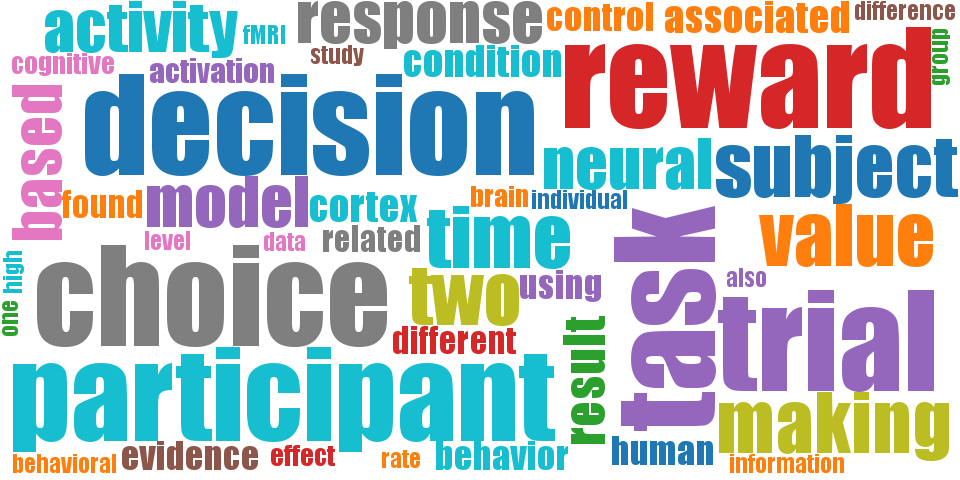 activity
fMRI
response
control
associated
difference
cognitive
activation
study
condition
reward
group
based
decision
neural
subject
found
model
cortex
brain
individual
level
data
related
time
value
high
one
choice
two
using
task
also
trial
different
result
participant
making
behavioral
evidence
effect
rate
behavior
human
information